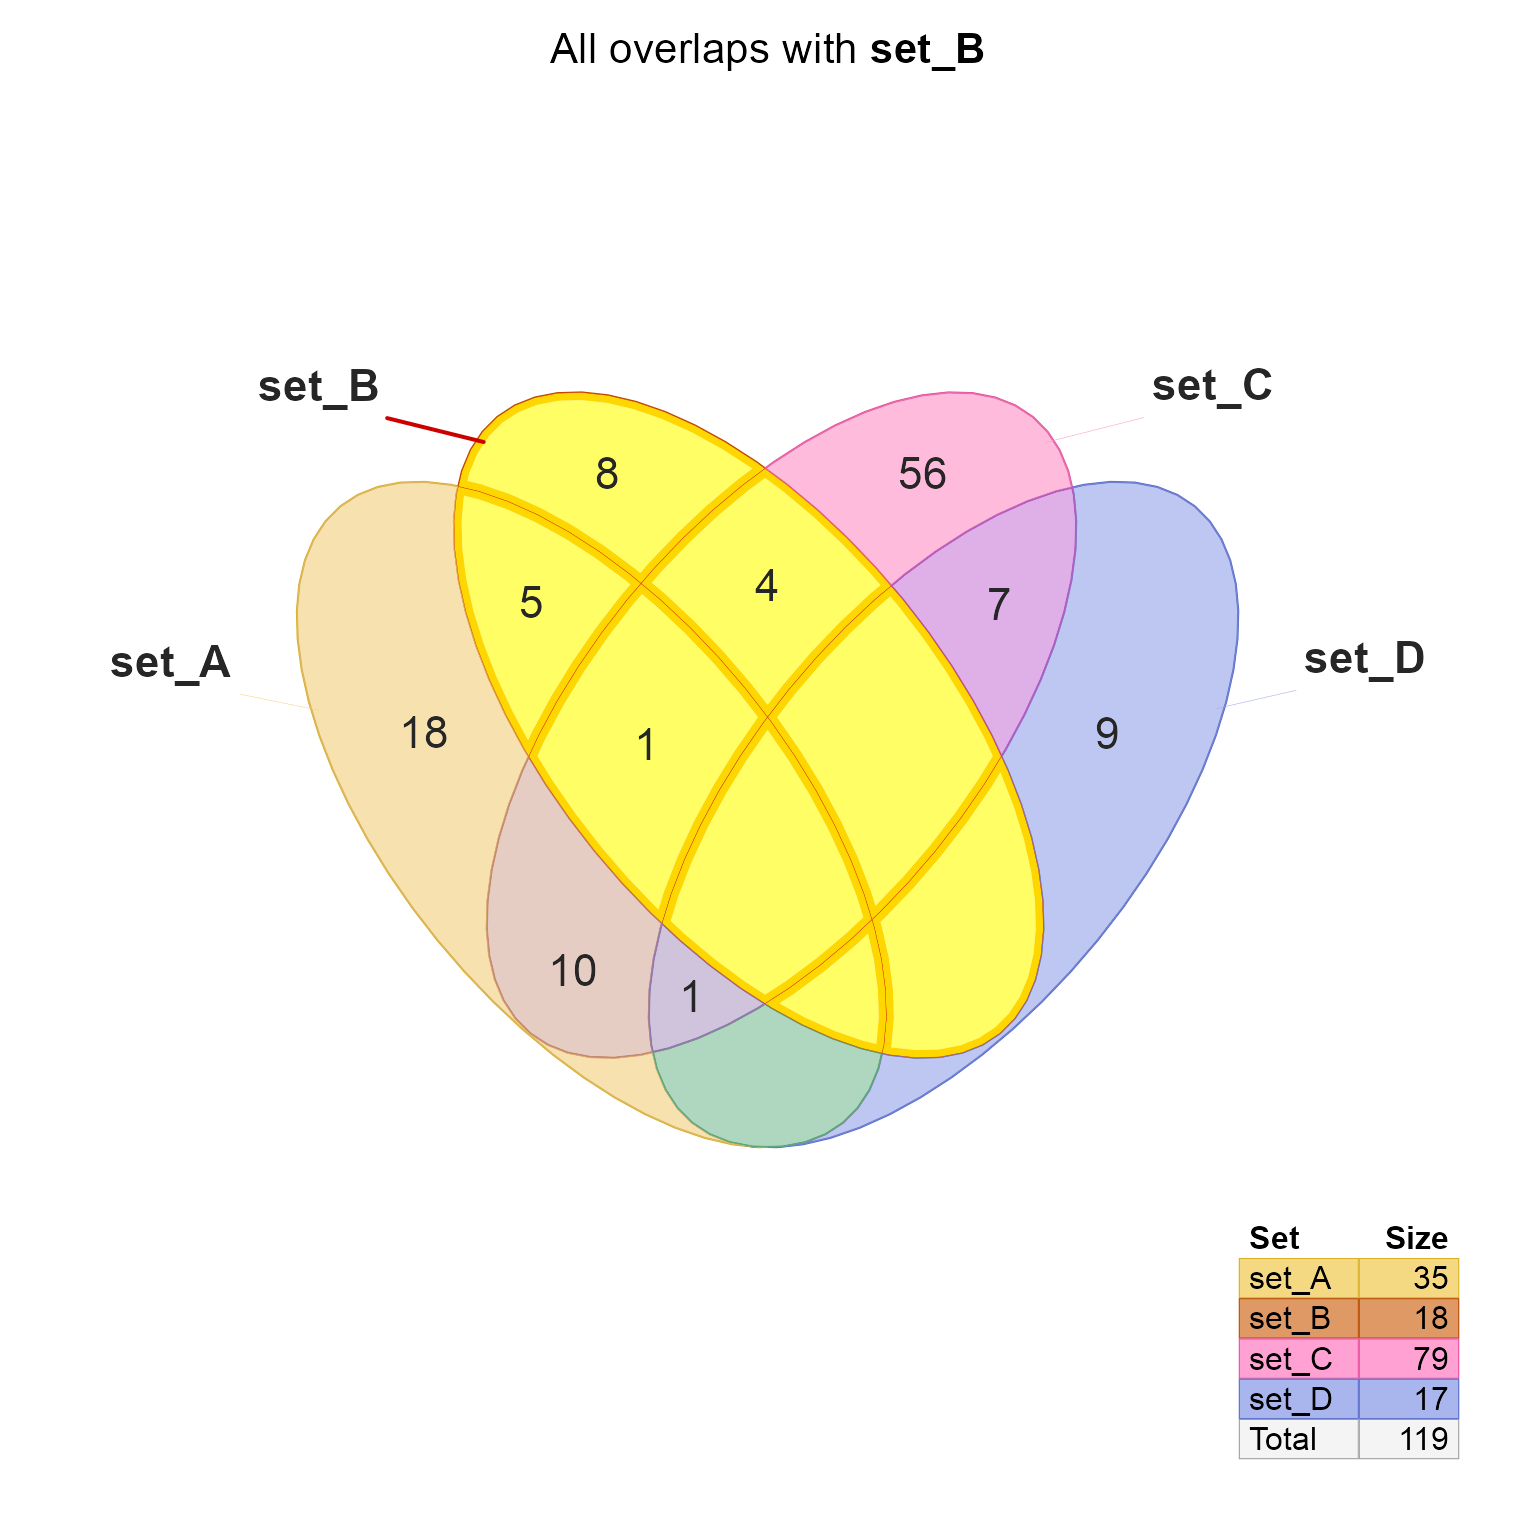 All overlaps with set_B
set_B
set_C
8
56
5
4
7
set_A
set_D
18
1
9
10
1
Set Size
set_A 35
set_B 18
set_C 79
set_D 17
Total 119